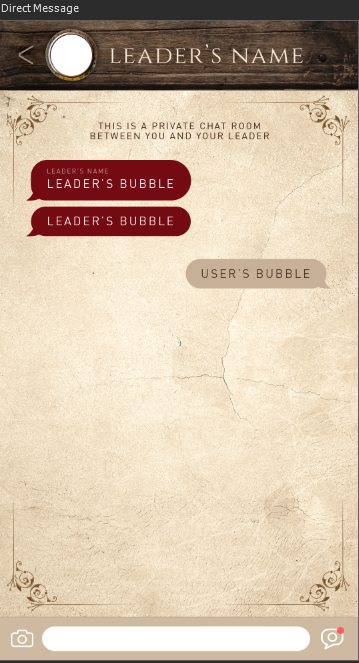 Direct Message
LEADER'S NAME
THIS IS A PRIVATE CHAT ROOM
BETWEEN YOU AND YOUR LEADER
LEADER'S NAME
LEADER'S BUBBLE
LEADER'S BUBBLE
USER'S BUBBLE